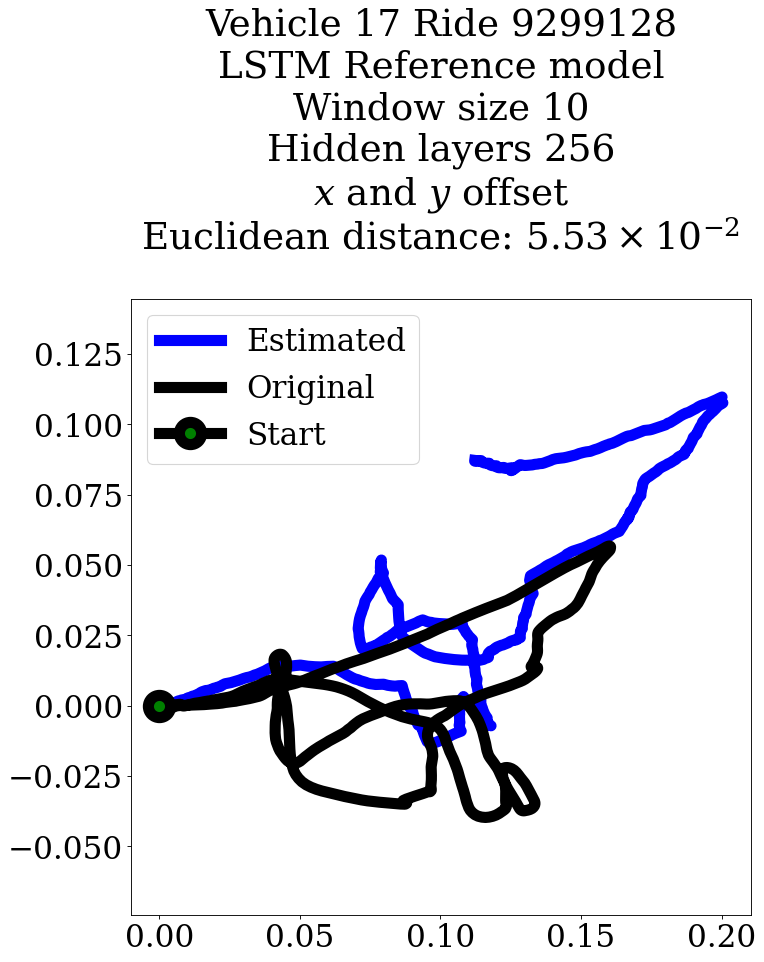 Vehicle 17 Ride 9299128
LSTM Reference model
Window size 10
Hidden layers 256
x and y offset
Euclidean distance: 5.53 × 10⁻²
Estimated
Original
Start
0.125
0.100
0.075
0.050
0.025
0.000
−0.025
−0.050
0.00 0.05 0.10 0.15 0.20